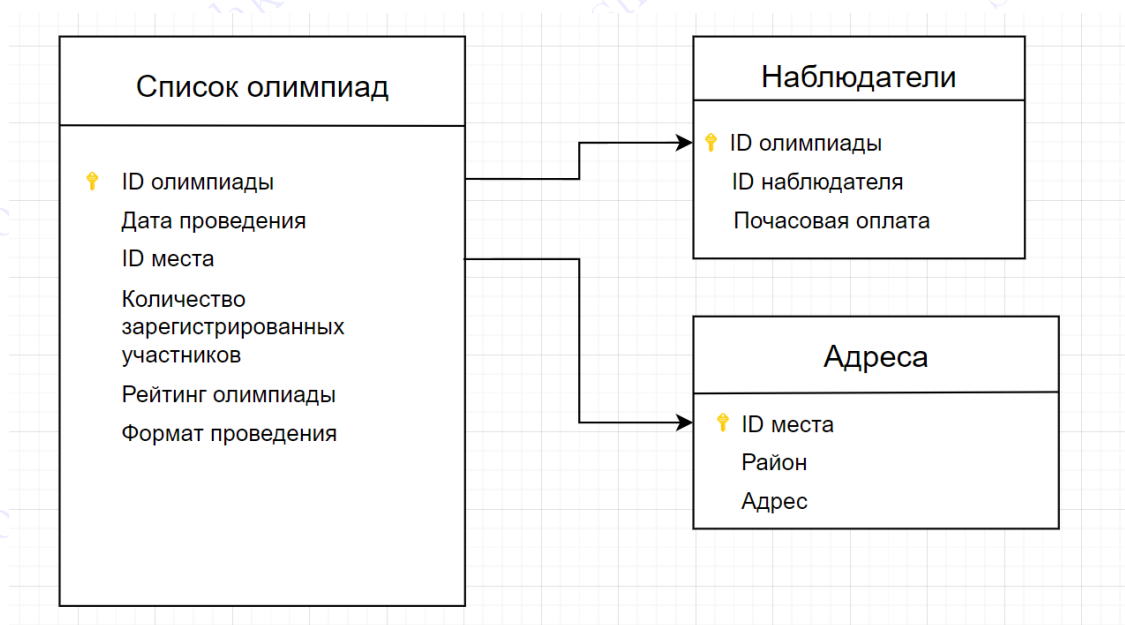 Список олимпиад
ID олимпиады
Дата проведения
ID места
Количество
зарегистрированных
участников
Рейтинг олимпиады
Формат проведения
Наблюдатели
ID олимпиады
ID наблюдателя
Почасовая оплата
Адреса
ID места
Район
Адрес